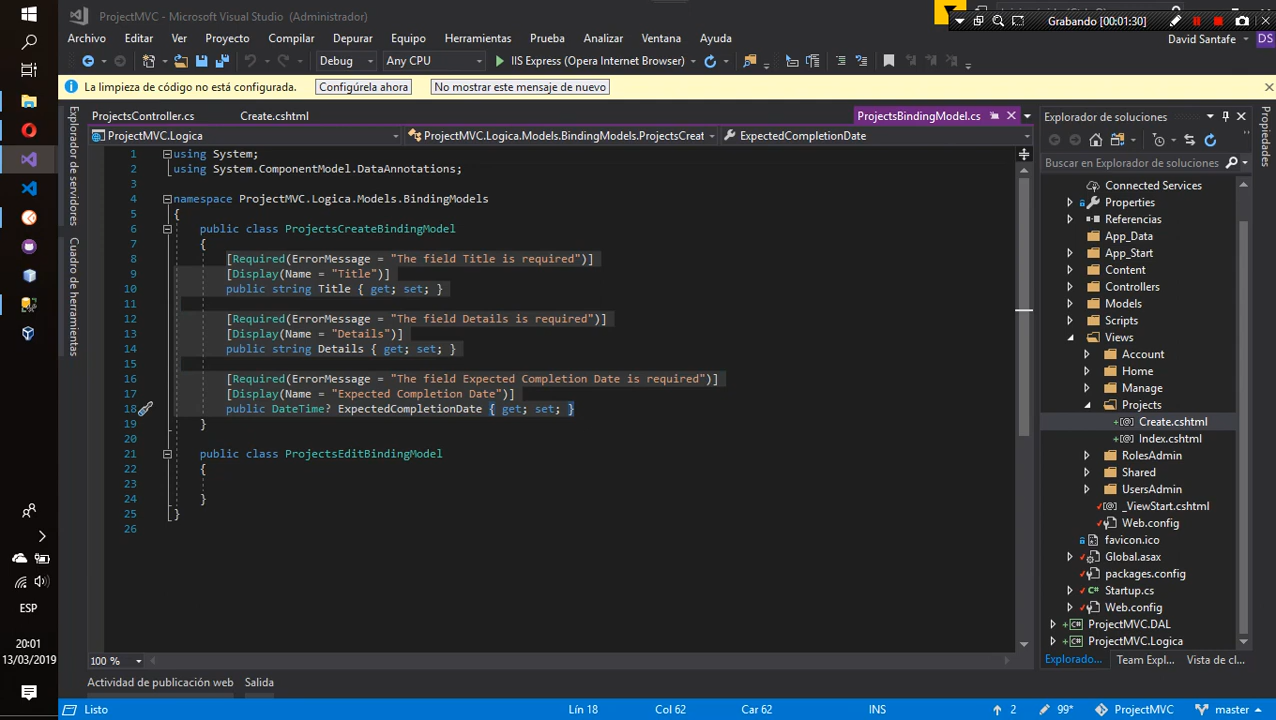 ProjectMVC - Microsoft Visual Studio (Administrador)
Grabando [00:01:30]
Archivo Editar Ver Proyecto Compilar Depurar Equipo Herramientas Prueba Analizar Ventana Ayuda
David Santafe DS
Debug Any CPU IIS Express (Opera Internet Browser)
La limpieza de código no está configurada. Configúrela ahora No mostrar este mensaje de nuevo
Explorador de servidores
Cuadro de herramientas
ProjectsController.cs Create.cshtml ProjectsBindingModel.cs
ProjectMVC.Logica ProjectMVC.Logica.Models.BindingModels.ProjectsCreat ExpectedCompletionDate
1 using System;
2 using System.ComponentModel.DataAnnotations;
3
4 namespace ProjectMVC.Logica.Models.BindingModels
5 {
6 public class ProjectsCreateBindingModel
7 {
8 [Required(ErrorMessage = "The field Title is required")]
9 [Display(Name = "Title")]
10 public string Title { get; set; }
11
12 [Required(ErrorMessage = "The field Details is required")]
13 [Display(Name = "Details")]
14 public string Details { get; set; }
15
16 [Required(ErrorMessage = "The field Expected Completion Date is required")]
17 [Display(Name = "Expected Completion Date")]
18 public DateTime? ExpectedCompletionDate { get; set; }
19 }
20
21 public class ProjectsEditBindingModel
22 {
23
24 }
25 }
26
100 %
Explorador de soluciones
Buscar en Explorador de soluciones
Connected Services
Properties
Referencias
App_Data
App_Start
Content
Controllers
Models
Scripts
Views
Account
Home
Manage
Projects
Create.cshtml
Index.cshtml
RolesAdmin
Shared
UsersAdmin
_ViewStart.cshtml
Web.config
favicon.ico
Global.asax
packages.config
Startup.cs
Web.config
ProjectMVC.DAL
ProjectMVC.Logica
Explorado... Team Expl... Vista de cl...
Propiedades
Actividad de publicación web Salida
Listo Lín 18 Col 62 Car 62 INS 2 99* ProjectMVC master
ESP
20:01
13/03/2019